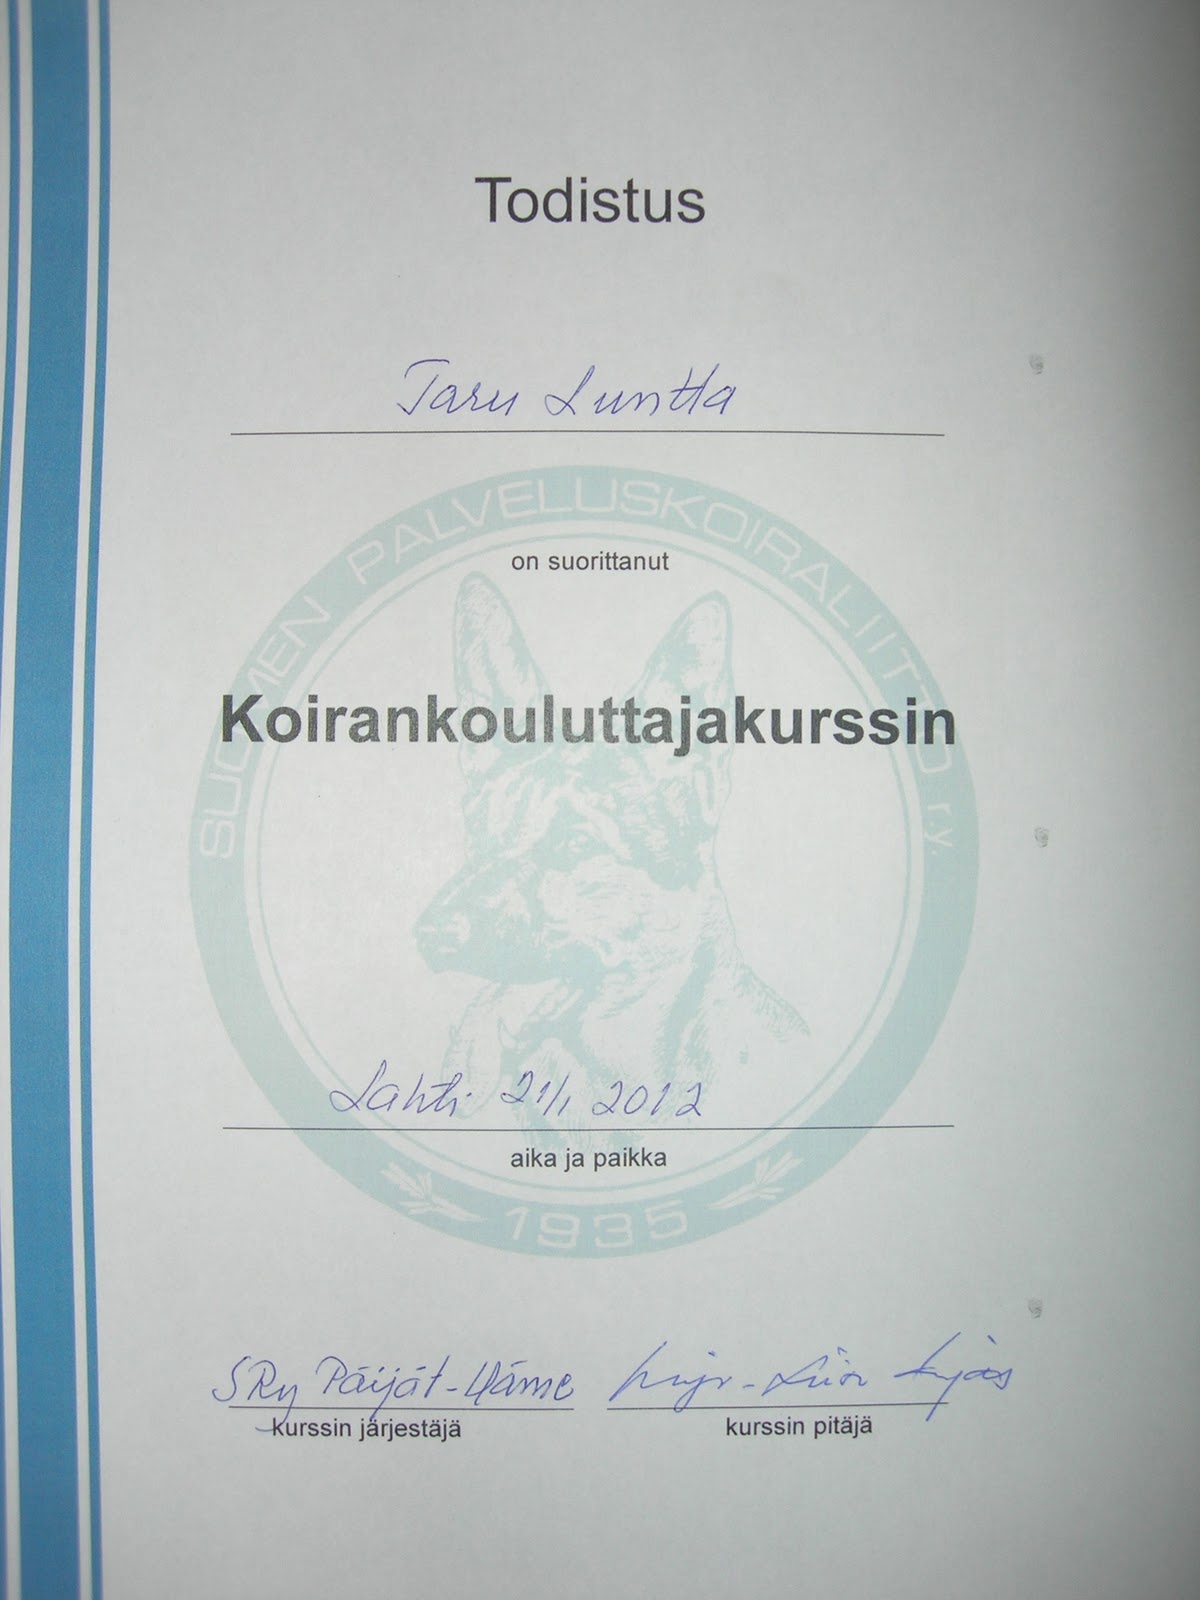 Todistus
Taru Luntta
SUOMEN PALVELUSKOIRALIITTO r.y.
on suorittanut
Koirankouluttajakurssin
Lahti 21/1 2012
aika ja paikka
1935
SRy Päijät-Häme
kurssin järjestäjä
kurssin pitäjä